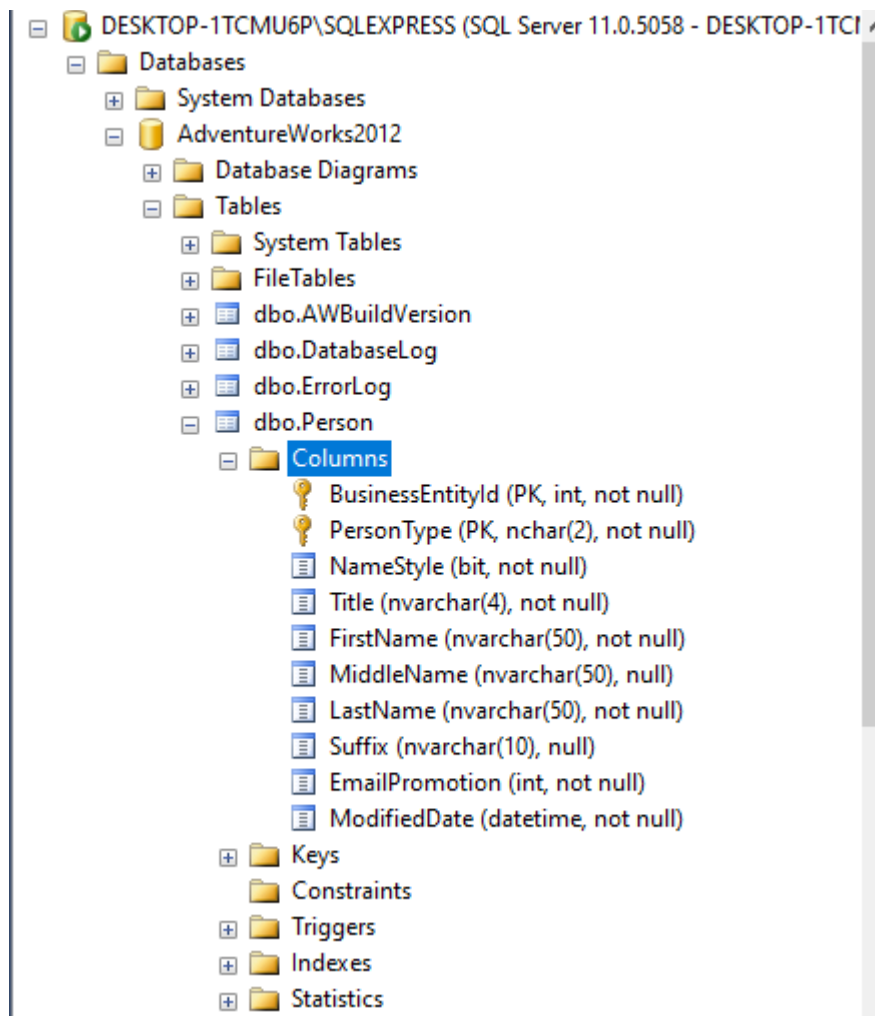 DESKTOP-1TCMU6P\SQLEXPRESS (SQL Server 11.0.5058 - DESKTOP-1TCM
Databases
System Databases
AdventureWorks2012
Database Diagrams
Tables
System Tables
FileTables
dbo.AWBuildVersion
dbo.DatabaseLog
dbo.ErrorLog
dbo.Person
Columns
BusinessEntityId (PK, int, not null)
PersonType (PK, nchar(2), not null)
NameStyle (bit, not null)
Title (nvarchar(4), not null)
FirstName (nvarchar(50), not null)
MiddleName (nvarchar(50), null)
LastName (nvarchar(50), not null)
Suffix (nvarchar(10), null)
EmailPromotion (int, not null)
ModifiedDate (datetime, not null)
Keys
Constraints
Triggers
Indexes
Statistics